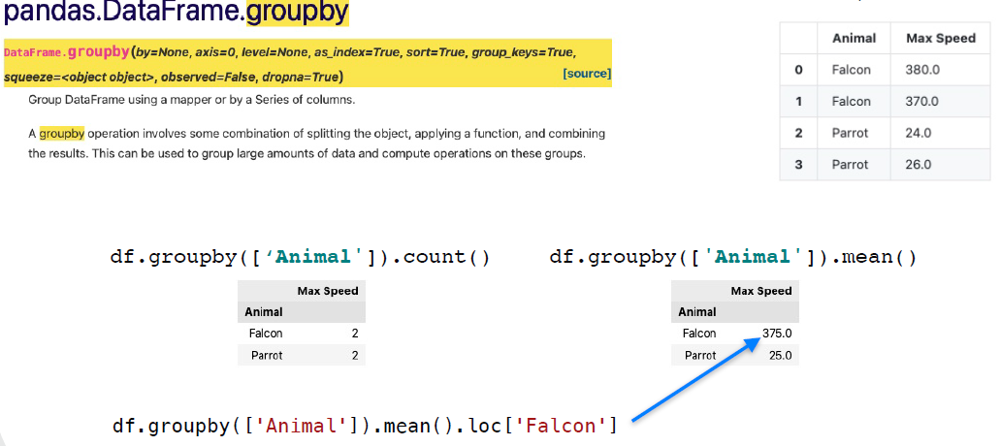 pandas.DataFrame.groupby
DataFrame.groupby(by=None, axis=0, level=None, as_index=True, sort=True, group_keys=True,
squeeze=<object object>, observed=False, dropna=True) [source]
Group DataFrame using a mapper or by a Series of columns.
A groupby operation involves some combination of splitting the object, applying a function, and combining
the results. This can be used to group large amounts of data and compute operations on these groups.
Animal Max Speed
0 Falcon 380.0
1 Falcon 370.0
2 Parrot 24.0
3 Parrot 26.0
df.groupby([‘Animal']).count()
Max Speed
Animal
Falcon 2
Parrot 2
df.groupby(['Animal']).mean()
Max Speed
Animal
Falcon 375.0
Parrot 25.0
df.groupby(['Animal']).mean().loc['Falcon']